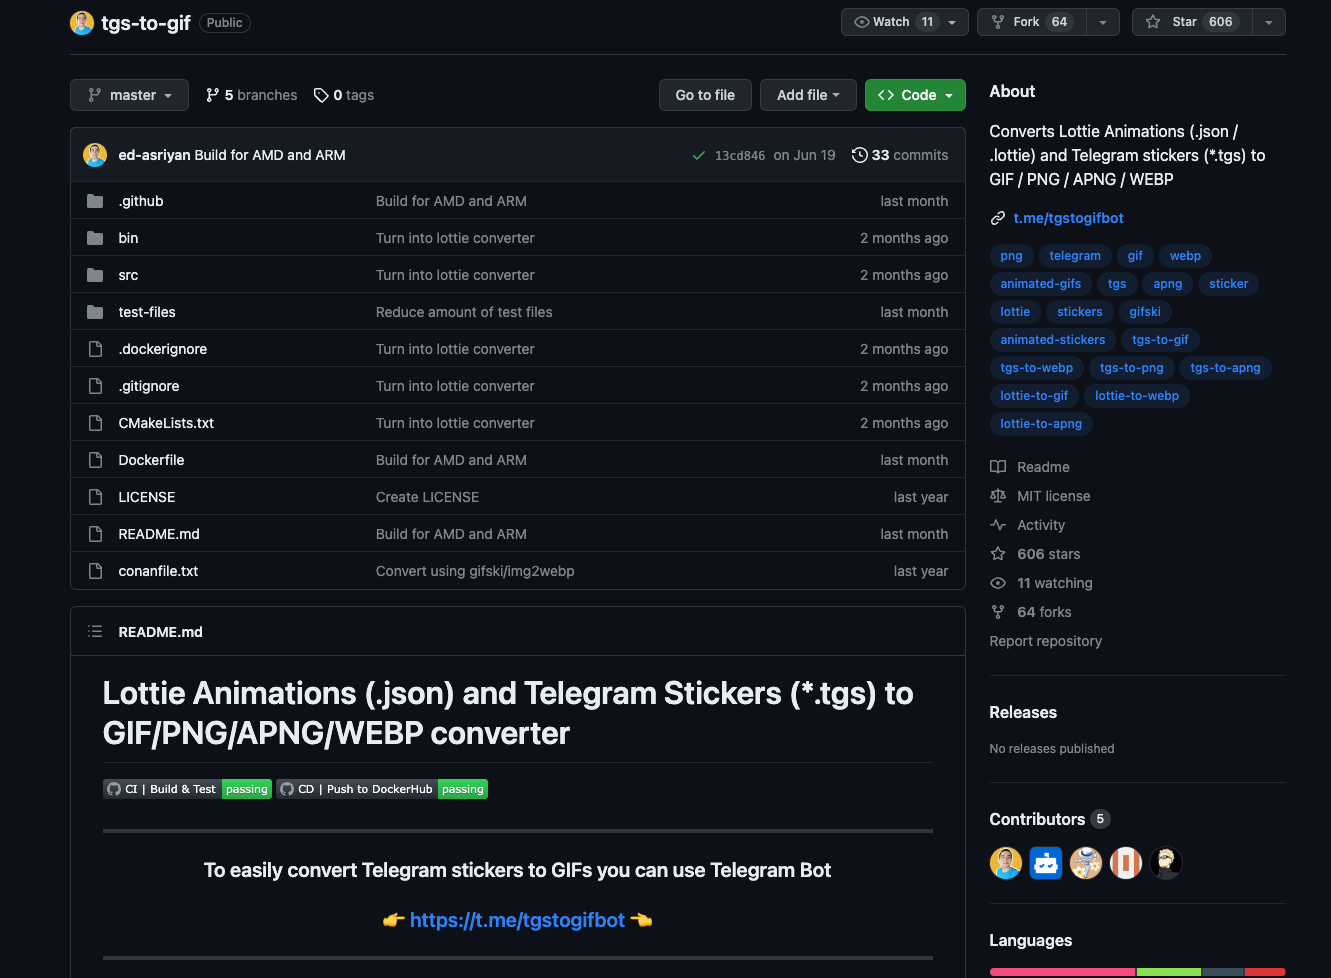 tgs-to-gif Public Watch 11 Fork 64 Star 606
master 5 branches 0 tags Go to file Add file Code
ed-asriyan Build for AMD and ARM 13cd846 on Jun 19 33 commits
.github Build for AMD and ARM last month
bin Turn into lottie converter 2 months ago
src Turn into lottie converter 2 months ago
test-files Reduce amount of test files last month
.dockerignore Turn into lottie converter 2 months ago
.gitignore Turn into lottie converter 2 months ago
CMakeLists.txt Turn into lottie converter 2 months ago
Dockerfile Build for AMD and ARM last month
LICENSE Create LICENSE last year
README.md Build for AMD and ARM last month
conanfile.txt Convert using gifski/img2webp last year
README.md
Lottie Animations (.json) and Telegram Stickers (*.tgs) to
GIF/PNG/APNG/WEBP converter
CI | Build & Test passing CD | Push to DockerHub passing
To easily convert Telegram stickers to GIFs you can use Telegram Bot
👉 https://t.me/tgstogifbot 👈
About
Converts Lottie Animations (.json /
.lottie) and Telegram stickers (*.tgs) to
GIF / PNG / APNG / WEBP
t.me/tgstogifbot
png telegram gif webp
animated-gifs tgs apng sticker
lottie stickers gifski
animated-stickers tgs-to-gif
tgs-to-webp tgs-to-png tgs-to-apng
lottie-to-gif lottie-to-webp
lottie-to-apng
Readme
MIT license
Activity
606 stars
11 watching
64 forks
Report repository
Releases
No releases published
Contributors 5
Languages